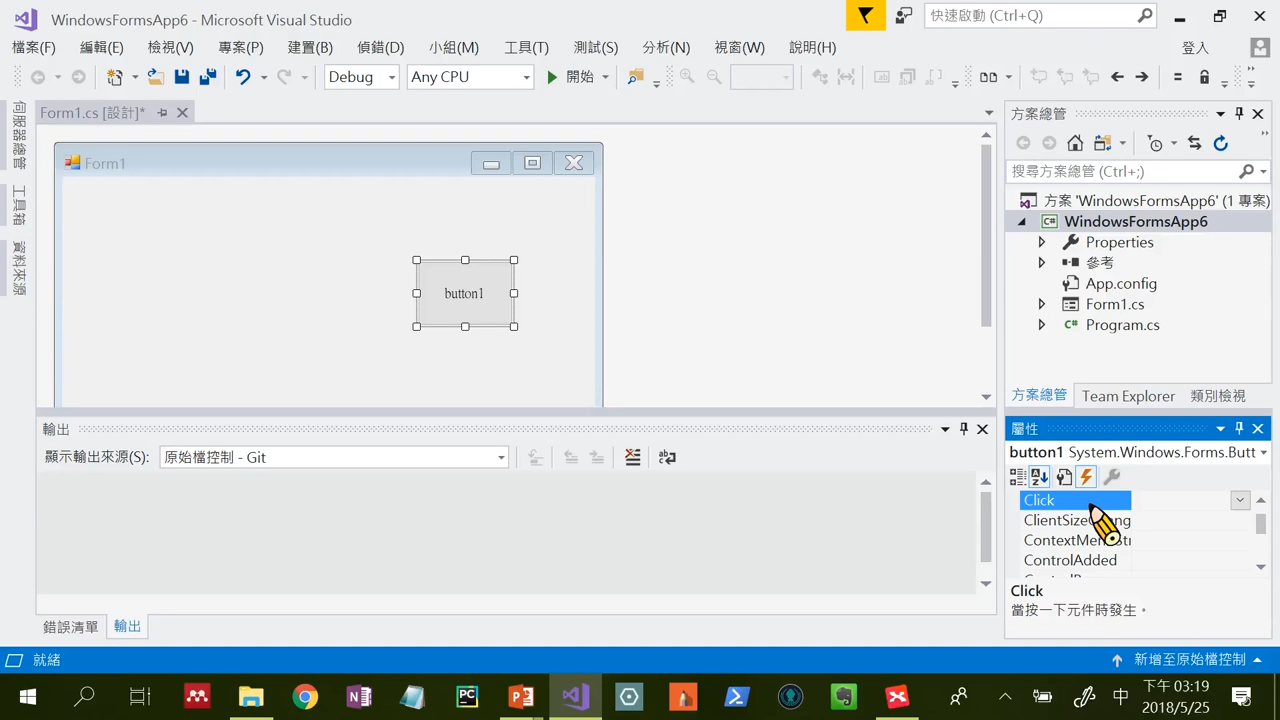 WindowsFormsApp6 - Microsoft Visual Studio
快速啟動 (Ctrl+Q)
檔案(F) 編輯(E) 檢視(V) 專案(P) 建置(B) 偵錯(D) 小組(M) 工具(T) 測試(S) 分析(N) 視窗(W) 說明(H) 登入
Debug Any CPU 開始
伺服器總管
工具箱
資料來源
Form1.cs [設計]*
Form1
button1
方案總管
搜尋方案總管 (Ctrl+;)
方案 'WindowsFormsApp6' (1 專案)
WindowsFormsApp6
Properties
參考
App.config
Form1.cs
Program.cs
方案總管 Team Explorer 類別檢視
輸出
顯示輸出來源(S): 原始檔控制 - Git
錯誤清單 輸出
屬性
button1 System.Windows.Forms.Butt
Click
ControlAdded
Click
當按一下元件時發生。
就緒 新增至原始檔控制
中 下午 03:19
2018/5/25